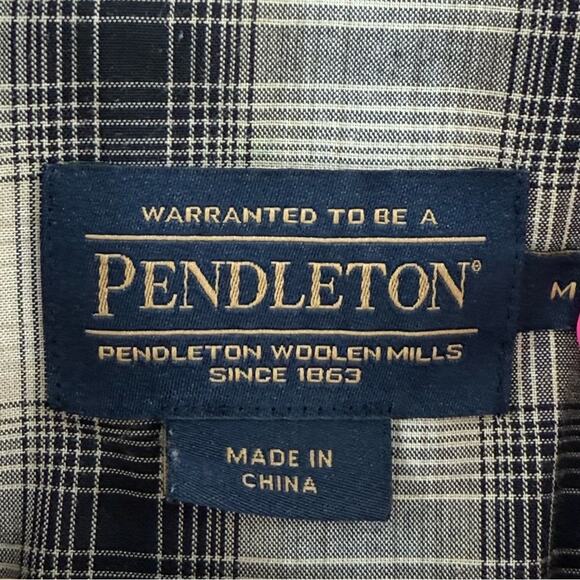 WARRANTED TO BE A
PENDLETON®
PENDLETON WOOLEN MILLS
SINCE 1863
M
MADE IN
CHINA